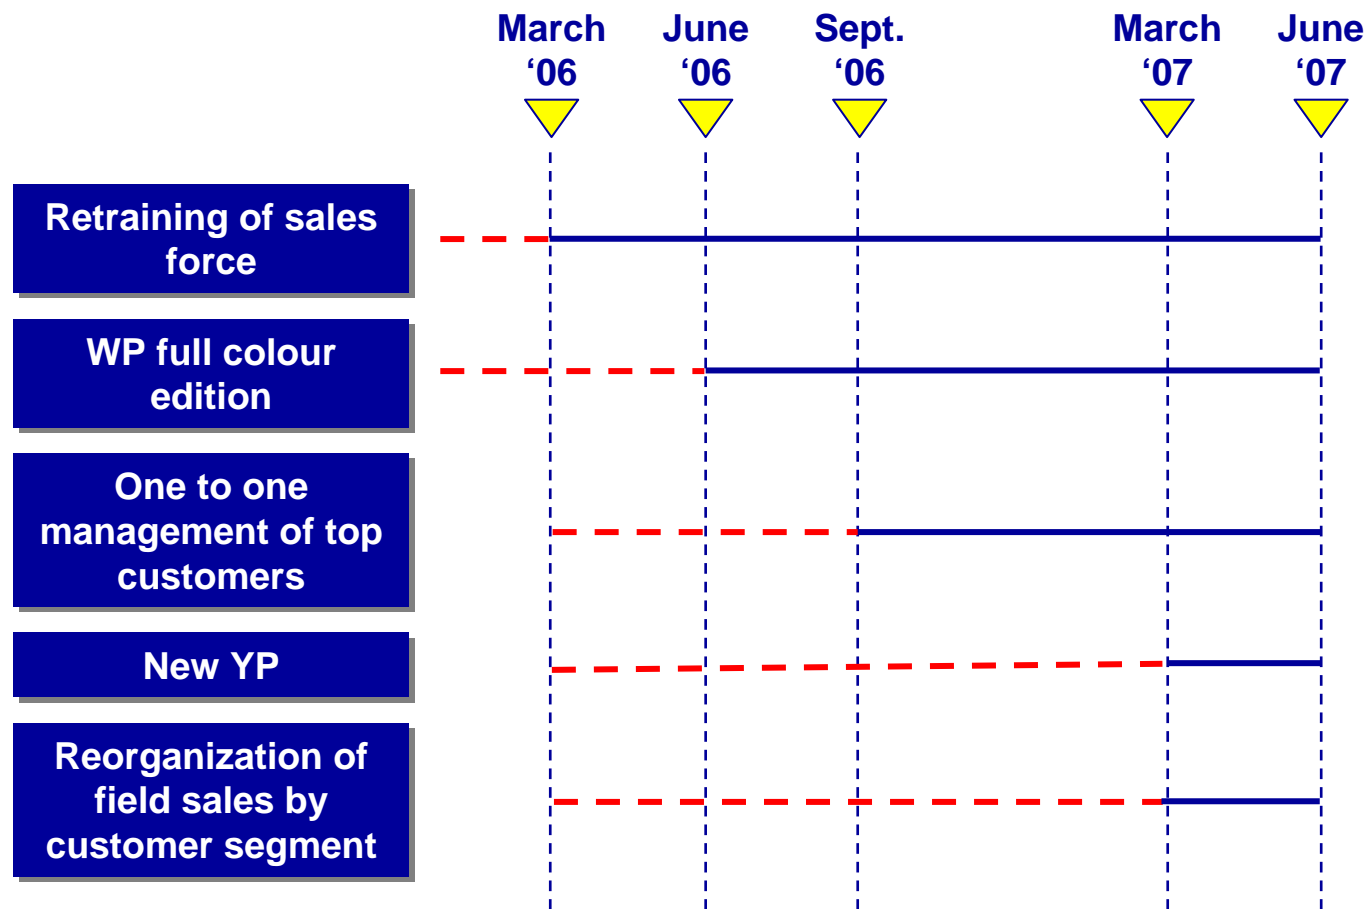 March June Sept. March June
‘06 ‘06 ‘06 ‘07 ‘07
Retraining of sales
force
WP full colour
edition
One to one
management of top
customers
New YP
Reorganization of
field sales by
customer segment